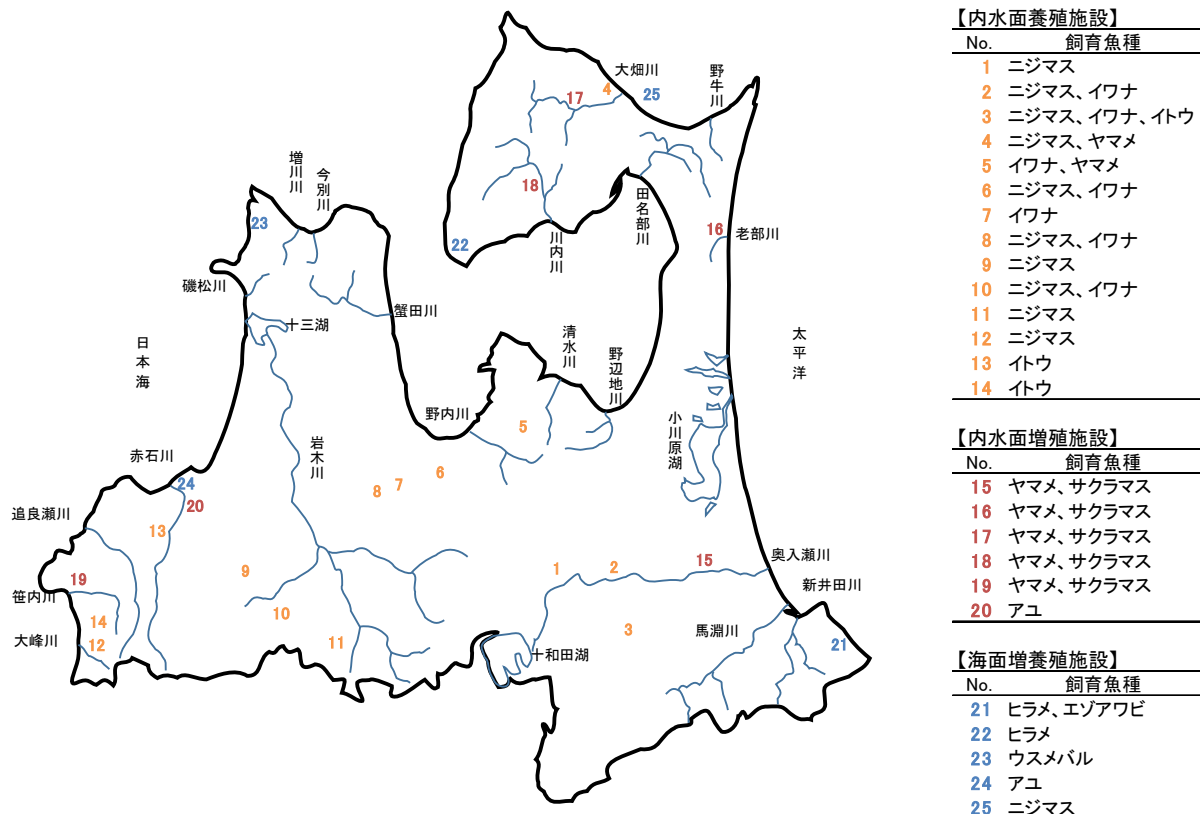 大畑川
野牛川
4
17
25
増川川
今別川
18
田名部川
23
22
川内川
16
老部川
磯松川
蟹田川
十三湖
日本海
清水川
野辺地川
太平洋
野内川
5
小川原湖
岩木川
赤石川
6
7
8
24
20
追良瀬川
13
奥入瀬川
15
1
2
9
19
新井田川
笹内川
10
14
3
馬淵川
大峰川
12
11
十和田湖
21
【内水面養殖施設】
No. 飼育魚種
1 ニジマス
2 ニジマス、イワナ
3 ニジマス、イワナ、イトウ
4 ニジマス、ヤマメ
5 イワナ、ヤマメ
6 ニジマス、イワナ
7 イワナ
8 ニジマス、イワナ
9 ニジマス
10 ニジマス、イワナ
11 ニジマス
12 ニジマス
13 イトウ
14 イトウ
【内水面増殖施設】
No. 飼育魚種
15 ヤマメ、サクラマス
16 ヤマメ、サクラマス
17 ヤマメ、サクラマス
18 ヤマメ、サクラマス
19 ヤマメ、サクラマス
20 アユ
【海面増養殖施設】
No. 飼育魚種
21 ヒラメ、エゾアワビ
22 ヒラメ
23 ウスメバル
24 アユ
25 ニジマス